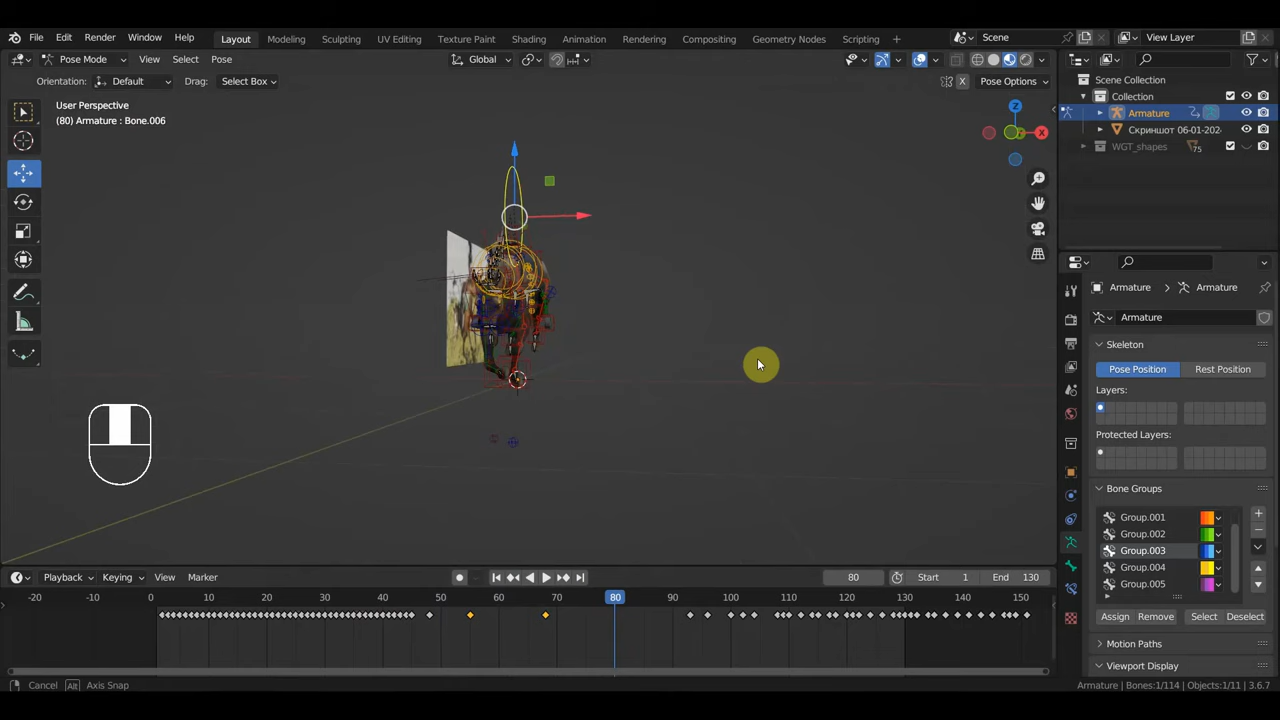 File Edit Render Window Help Layout Modeling Sculpting UV Editing Texture Paint Shading Animation Rendering Compositing Geometry Nodes Scripting + Scene View Layer
Pose Mode View Select Pose Global
Orientation: Default Drag: Select Box X Pose Options
User Perspective
(80) Armature : Bone.006
Z
X
Scene Collection
Collection
Armature
Скриншот 06-01-202
WGT_shapes 75
Armature Armature
Armature
Skeleton
Pose Position Rest Position
Layers:
Protected Layers:
Bone Groups
Group.001
Group.002
Group.003
Group.004
Group.005
Assign Remove Select Deselect
Motion Paths
Viewport Display
Playback Keying View Marker 80 Start 1 End 130
-20 -10 0 10 20 30 40 50 60 70 80 90 100 110 120 130 140 150
Cancel Alt Axis Snap
Armature | Bones:1/114 | Objects:1/11 | 3.6.7